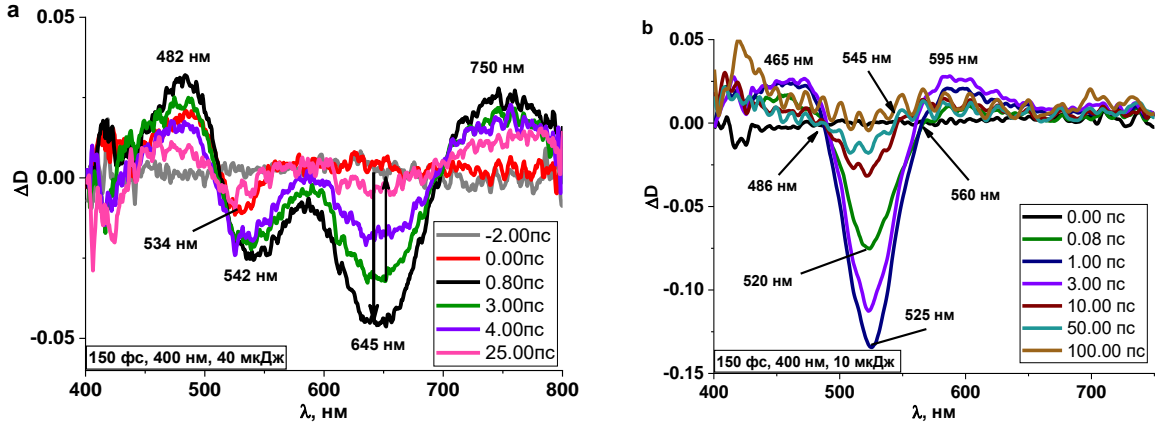 a
0.05
0.00
-0.05
ΔD
482 нм
750 нм
534 нм
542 нм
645 нм
-2.00пс
0.00пс
0.80пс
3.00пс
4.00пс
25.00пс
150 фс, 400 нм, 40 мкДж
400 500 600 700 800
λ, нм
b
0.05
0.00
-0.05
-0.10
-0.15
ΔD
465 нм
545 нм
595 нм
486 нм
560 нм
520 нм
525 нм
0.00 пс
0.08 пс
1.00 пс
3.00 пс
10.00 пс
50.00 пс
100.00 пс
150 фс, 400 нм, 10 мкДж
400 500 600 700
λ, нм